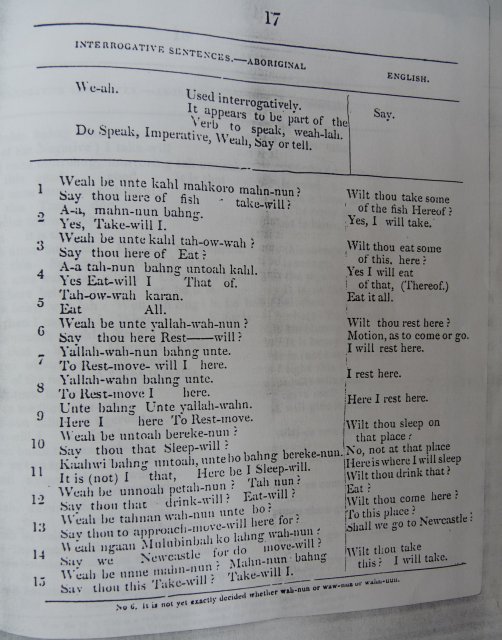 17
INTERROGATIVE SENTENCES.—ABORIGINAL ENGLISH.
We-ah. Used interrogatively.
It appears to be part of the Say.
Verb to speak, weah-lah.
Do Speak, Imperative, Weah, Say or tell.
1 Weah be unte kahl mahkoro mahn-nun? Wilt thou take some
Say thou here of fish take-will? of the fish Hereof?
2 A-a, mahn-nun bahng. Yes, I will take.
Yes, Take-will I.
3 Weah be unte kahl tah-ow-wah? Wilt thou eat some
Say thou here of Eat? of this. here?
4 A-a tah-nun bahng untoah kahl. Yes I will eat
Yes Eat-will I That of. of that, (Thereof.)
5 Tah-ow-wah karan. Eat it all.
Eat All.
6 Weah be unte yallah-wah-nun? Wilt thou rest here?
Say thou here Rest——will? Motion, as to come or go.
7 Yallah-wah-nun bahng unte. I will rest here.
To Rest-move- will I here.
8 Yallah-wahn bahng unte. I rest here.
To Rest-move I here.
9 Unte bahng Unte yallah-wahn. Here I rest here.
Here I here To Rest-move.
10 Weah be untoah bereke-nun? Wilt thou sleep on
Say thou that Sleep-will? that place?
11 Kaahwi bahng untoah, unte bo bahng bereke-nun. No, not at that place
It is (not) I that, Here be I Sleep-will. Here is where I will sleep
12 Weah be unnoah petah-nun? Tah nun? Wilt thou drink that?
Say thou that drink-will? Eat-will? Eat?
13 Weah be tahnan wah-nun unte bo? Wilt thou come here?
Say thou to approach-move-will here for? To this place?
14 Weah ngaan Mulubinbah ko lahng wah-nun? Shall we go to Newcastle?
Say we Newcastle for do move-will?
15 Weah be unne mahn-nun? Mahn-nun bahng Wilt thou take
Say thou this Take-will? Take-will I. this? I will take.
No 6. It is not yet exactly decided whether wah-nun or waw-nun or wahn-nun.